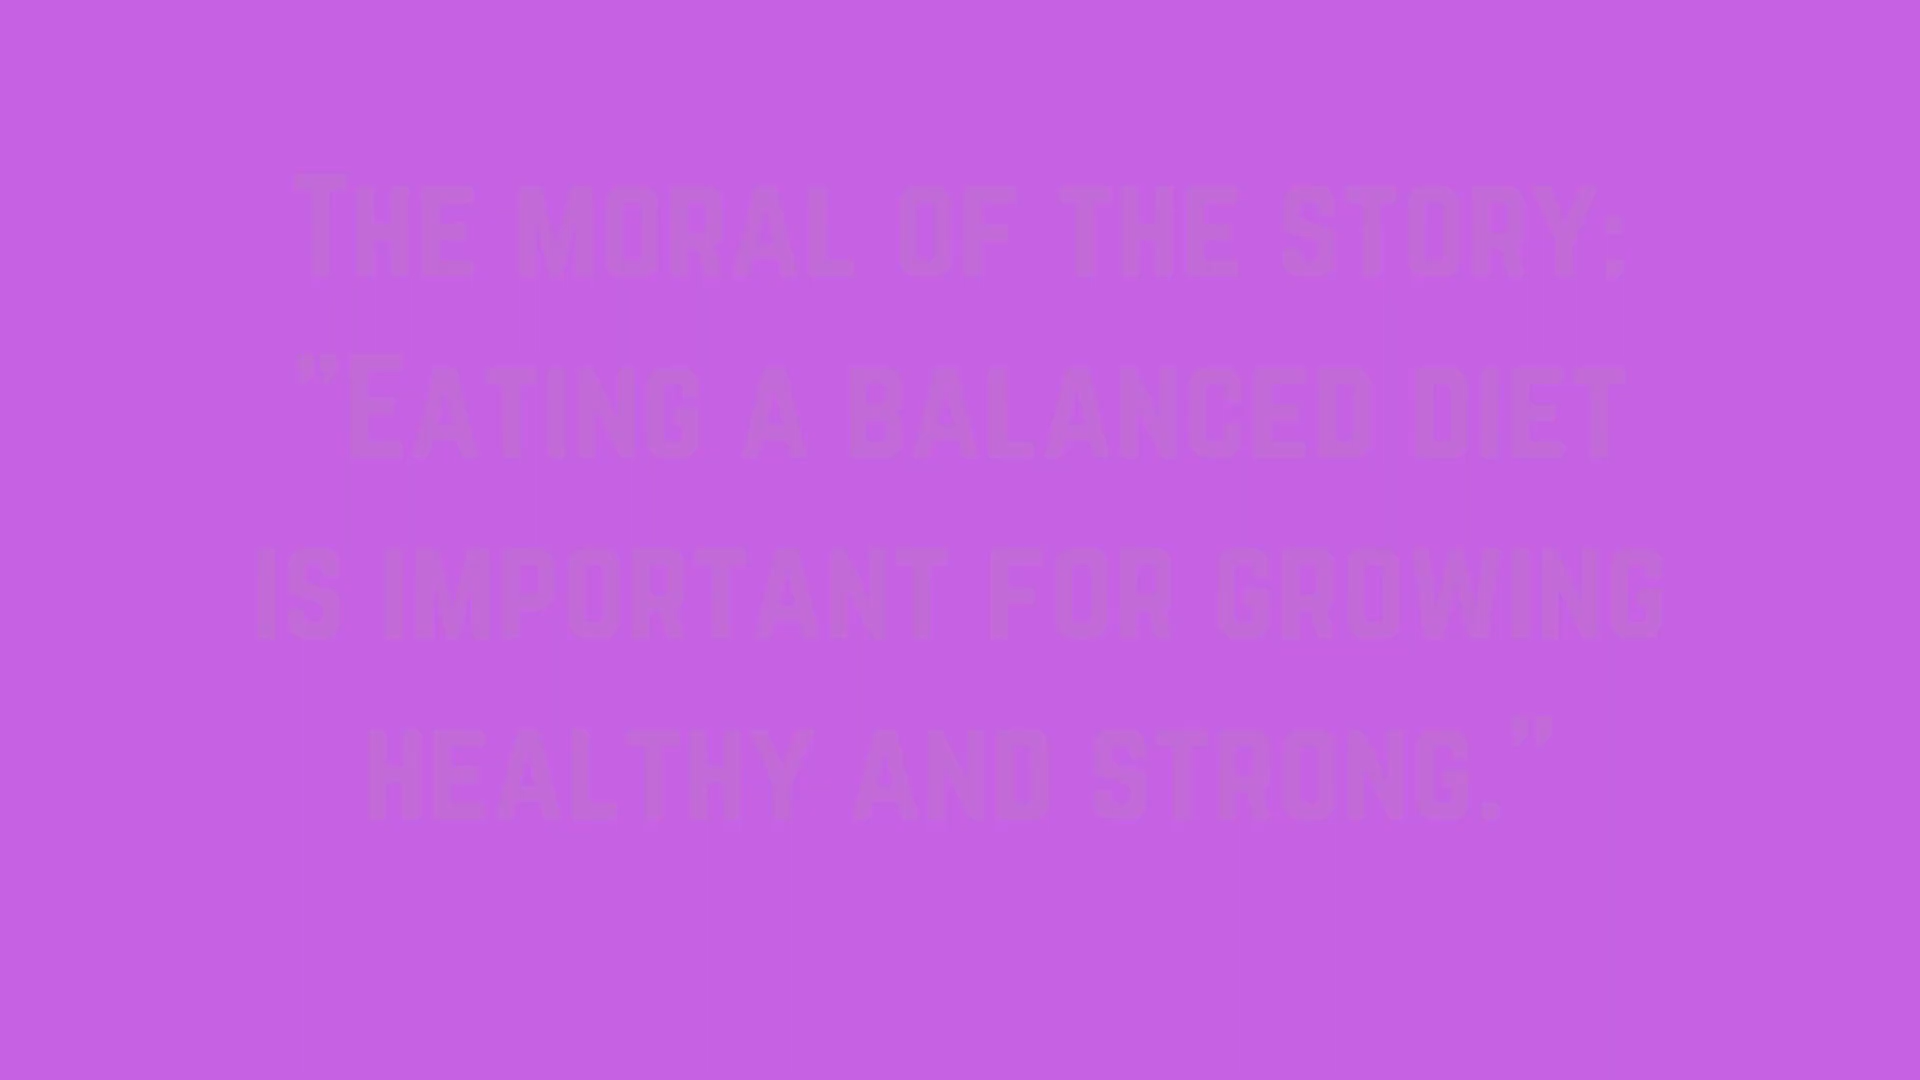 The moral of the story:
“Eating a balanced diet
is important for growing
healthy and strong.”